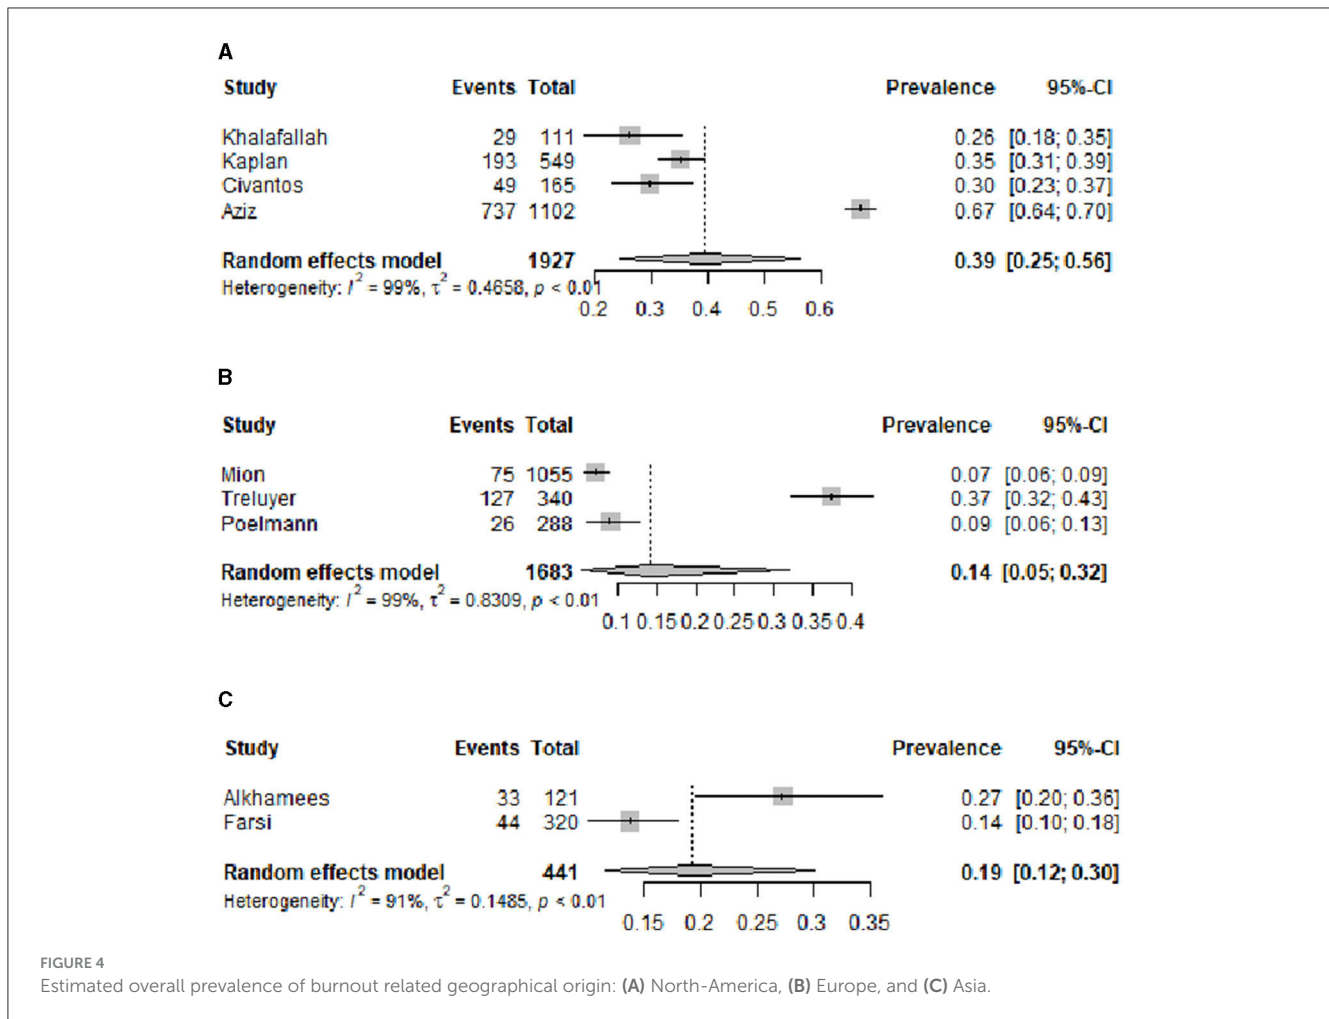 A
Study Events Total Prevalence 95%-CI
Khalafallah 29 111 0.26 [0.18; 0.35]
Kaplan 193 549 0.35 [0.31; 0.39]
Civantos 49 165 0.30 [0.23; 0.37]
Aziz 737 1102 0.67 [0.64; 0.70]
Random effects model 1927 0.39 [0.25; 0.56]
Heterogeneity: I² = 99%, τ² = 0.4658, p < 0.01
0.2 0.3 0.4 0.5 0.6
B
Study Events Total Prevalence 95%-CI
Mion 75 1055 0.07 [0.06; 0.09]
Treluyer 127 340 0.37 [0.32; 0.43]
Poelmann 26 288 0.09 [0.06; 0.13]
Random effects model 1683 0.14 [0.05; 0.32]
Heterogeneity: I² = 99%, τ² = 0.8309, p < 0.01
0.1 0.15 0.2 0.25 0.3 0.35 0.4
C
Study Events Total Prevalence 95%-CI
Alkhamees 33 121 0.27 [0.20; 0.36]
Farsi 44 320 0.14 [0.10; 0.18]
Random effects model 441 0.19 [0.12; 0.30]
Heterogeneity: I² = 91%, τ² = 0.1485, p < 0.01
0.15 0.2 0.25 0.3 0.35
FIGURE 4
Estimated overall prevalence of burnout related geographical origin: (A) North-America, (B) Europe, and (C) Asia.